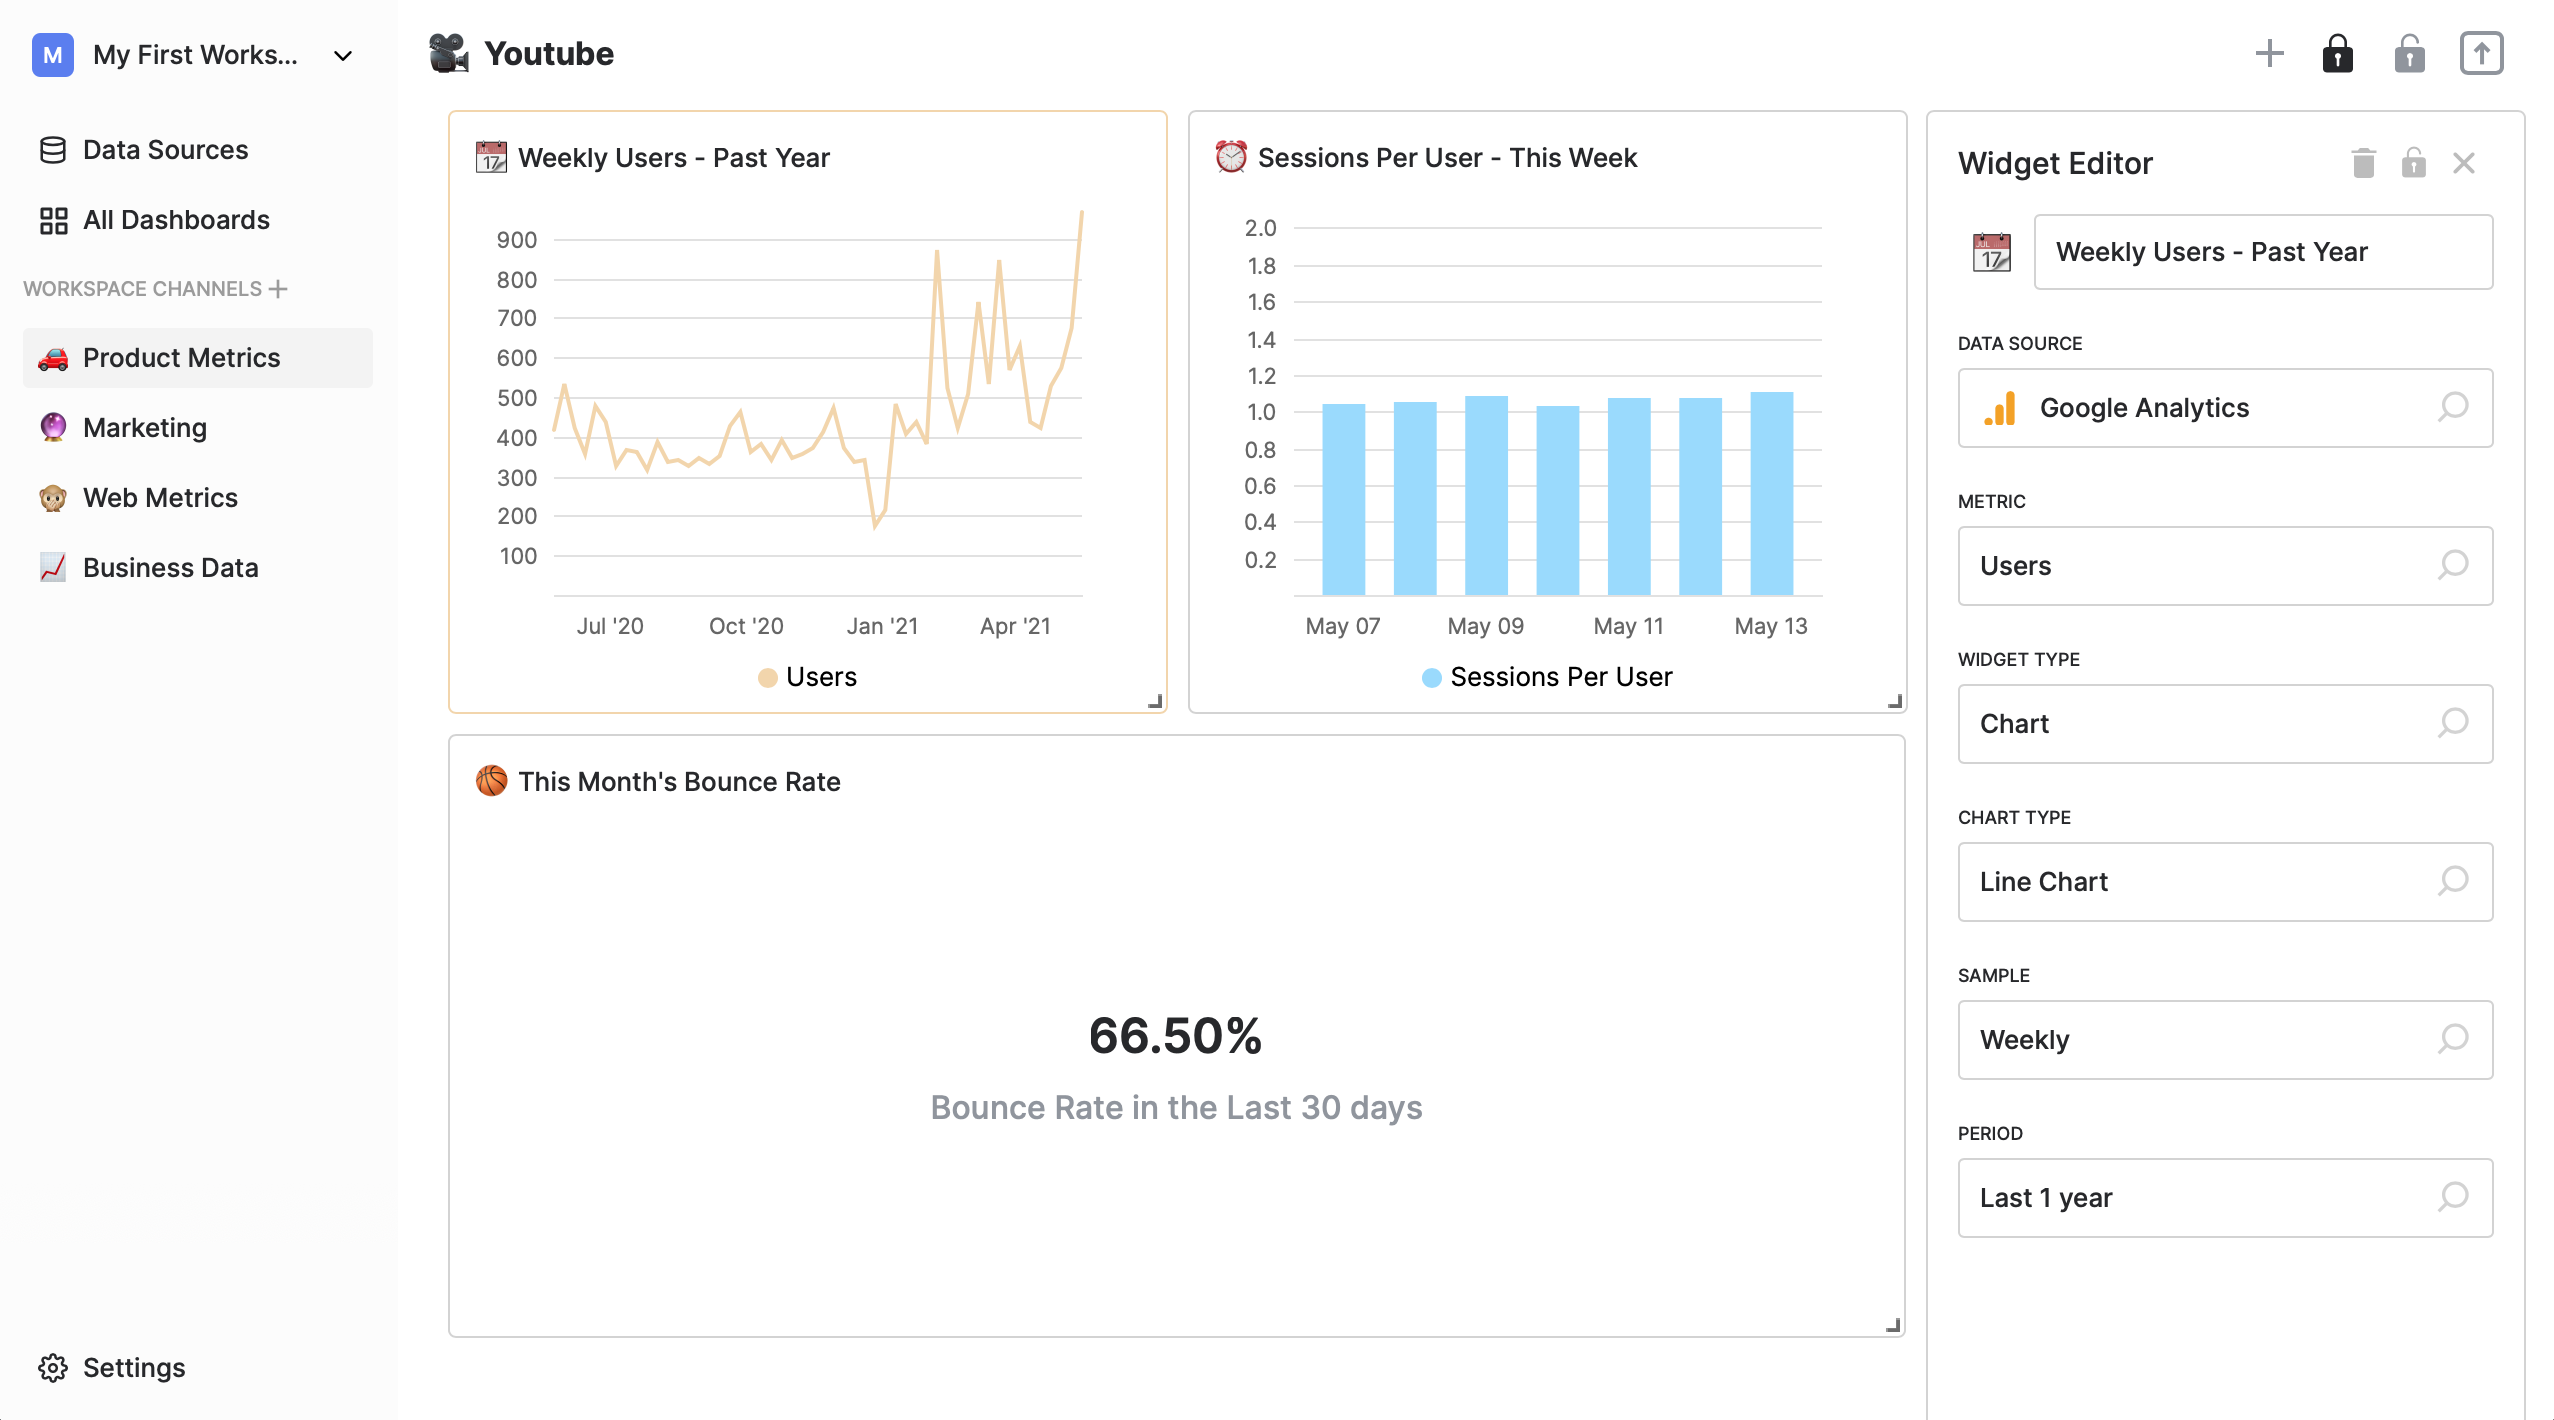 M My First Works...
Data Sources
All Dashboards
WORKSPACE CHANNELS
Product Metrics
Marketing
Web Metrics
Business Data
Settings
Youtube
JUL 17 Weekly Users - Past Year
900
800
700
600
500
400
300
200
100
Jul '20 Oct '20 Jan '21 Apr '21
Users
Sessions Per User - This Week
2.0
1.8
1.6
1.4
1.2
1.0
0.8
0.6
0.4
0.2
May 07 May 09 May 11 May 13
Sessions Per User
This Month's Bounce Rate
66.50%
Bounce Rate in the Last 30 days
Widget Editor
JUL 17 Weekly Users - Past Year
DATA SOURCE
Google Analytics
METRIC
Users
WIDGET TYPE
Chart
CHART TYPE
Line Chart
SAMPLE
Weekly
PERIOD
Last 1 year